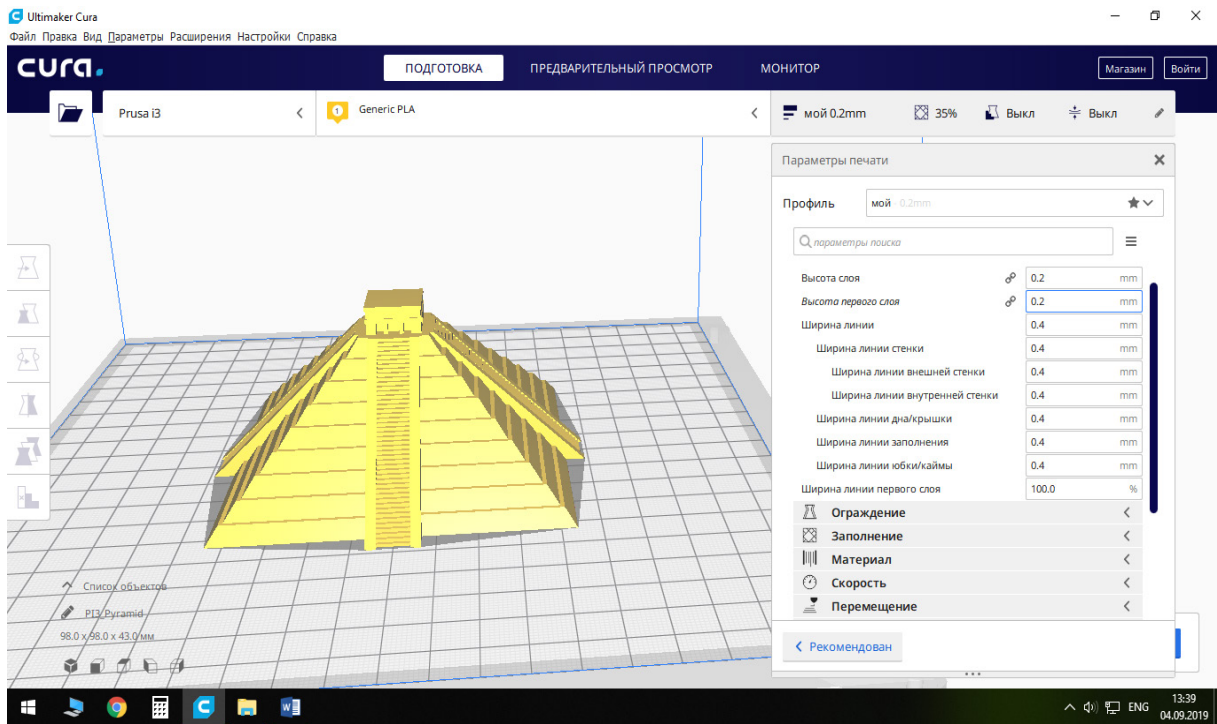 Ultimaker Cura
Файл Правка Вид Параметры Расширения Настройки Справка
cura.
ПОДГОТОВКА ПРЕДВАРИТЕЛЬНЫЙ ПРОСМОТР МОНИТОР
Магазин Войти
Prusa i3
1 Generic PLA
мой 0.2mm 35% Выкл Выкл
Параметры печати
Профиль мой 0.2mm
параметры поиска
Высота слоя 0.2 mm
Высота первого слоя 0.2 mm
Ширина линии 0.4 mm
Ширина линии стенки 0.4 mm
Ширина линии внешней стенки 0.4 mm
Ширина линии внутренней стенки 0.4 mm
Ширина линии дна/крышки 0.4 mm
Ширина линии заполнения 0.4 mm
Ширина линии юбки/каймы 0.4 mm
Ширина линии первого слоя 100.0 %
Ограждение
Заполнение
Материал
Скорость
Перемещение
Рекомендован
Список объектов
PI3_Pyramid
98.0 x 98.0 x 43.0 мм
ENG
13:39
04.09.2019